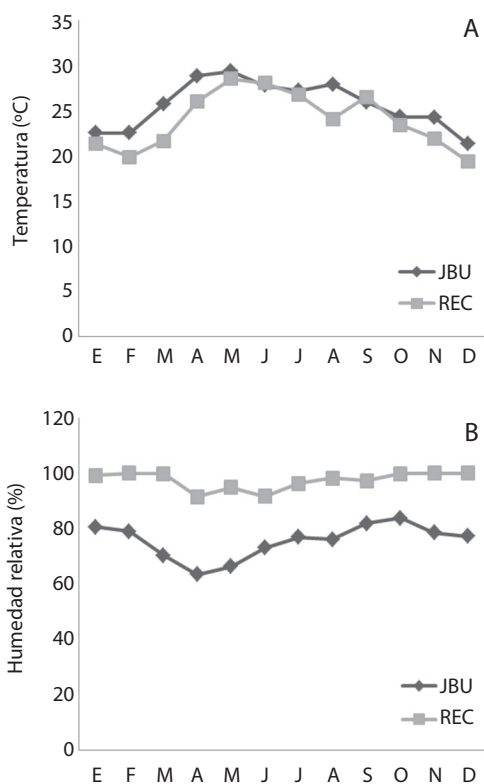 A
Temperatura (ºC)
35
30
25
20
15
10
5
0
JBU
REC
E F M A M J J A S O N D
B
Humedad relativa (%)
120
100
80
60
40
20
0
JBU
REC
E F M A M J J A S O N D